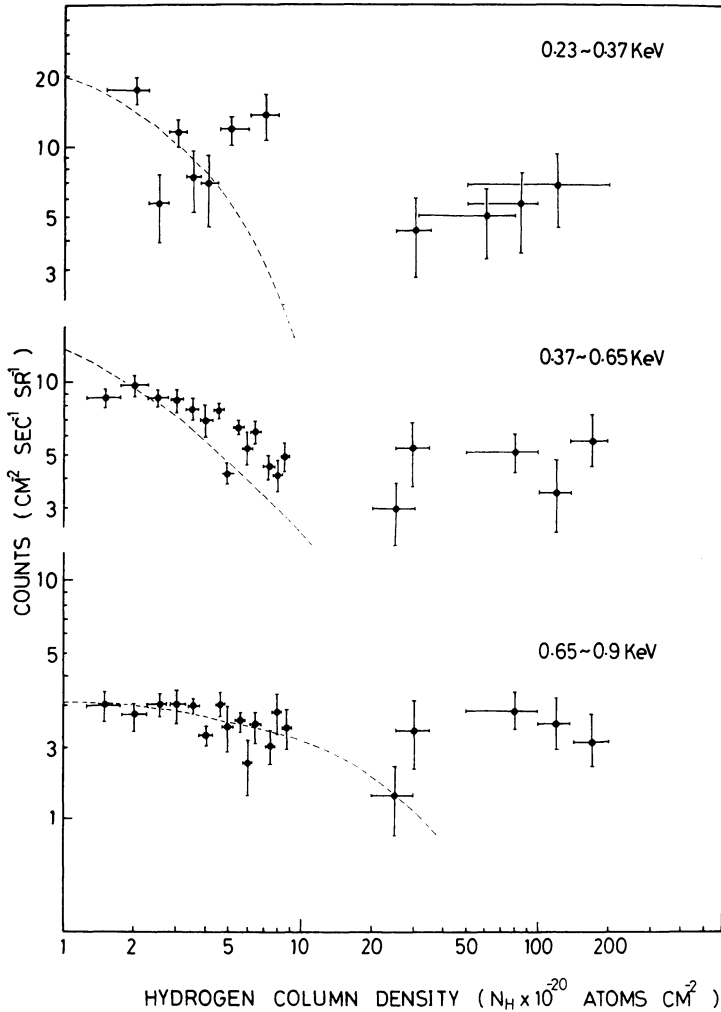 0.23~0.37 KeV
20
10
5
3
0.37~0.65 KeV
10
5
3
0.65~0.9 KeV
10
5
3
1
COUNTS ( CM⁻² SEC⁻¹ SR⁻¹ )
1 5 10 20 50 100 200
HYDROGEN COLUMN DENSITY ( N_H x 10⁻²⁰ ATOMS CM⁻² )